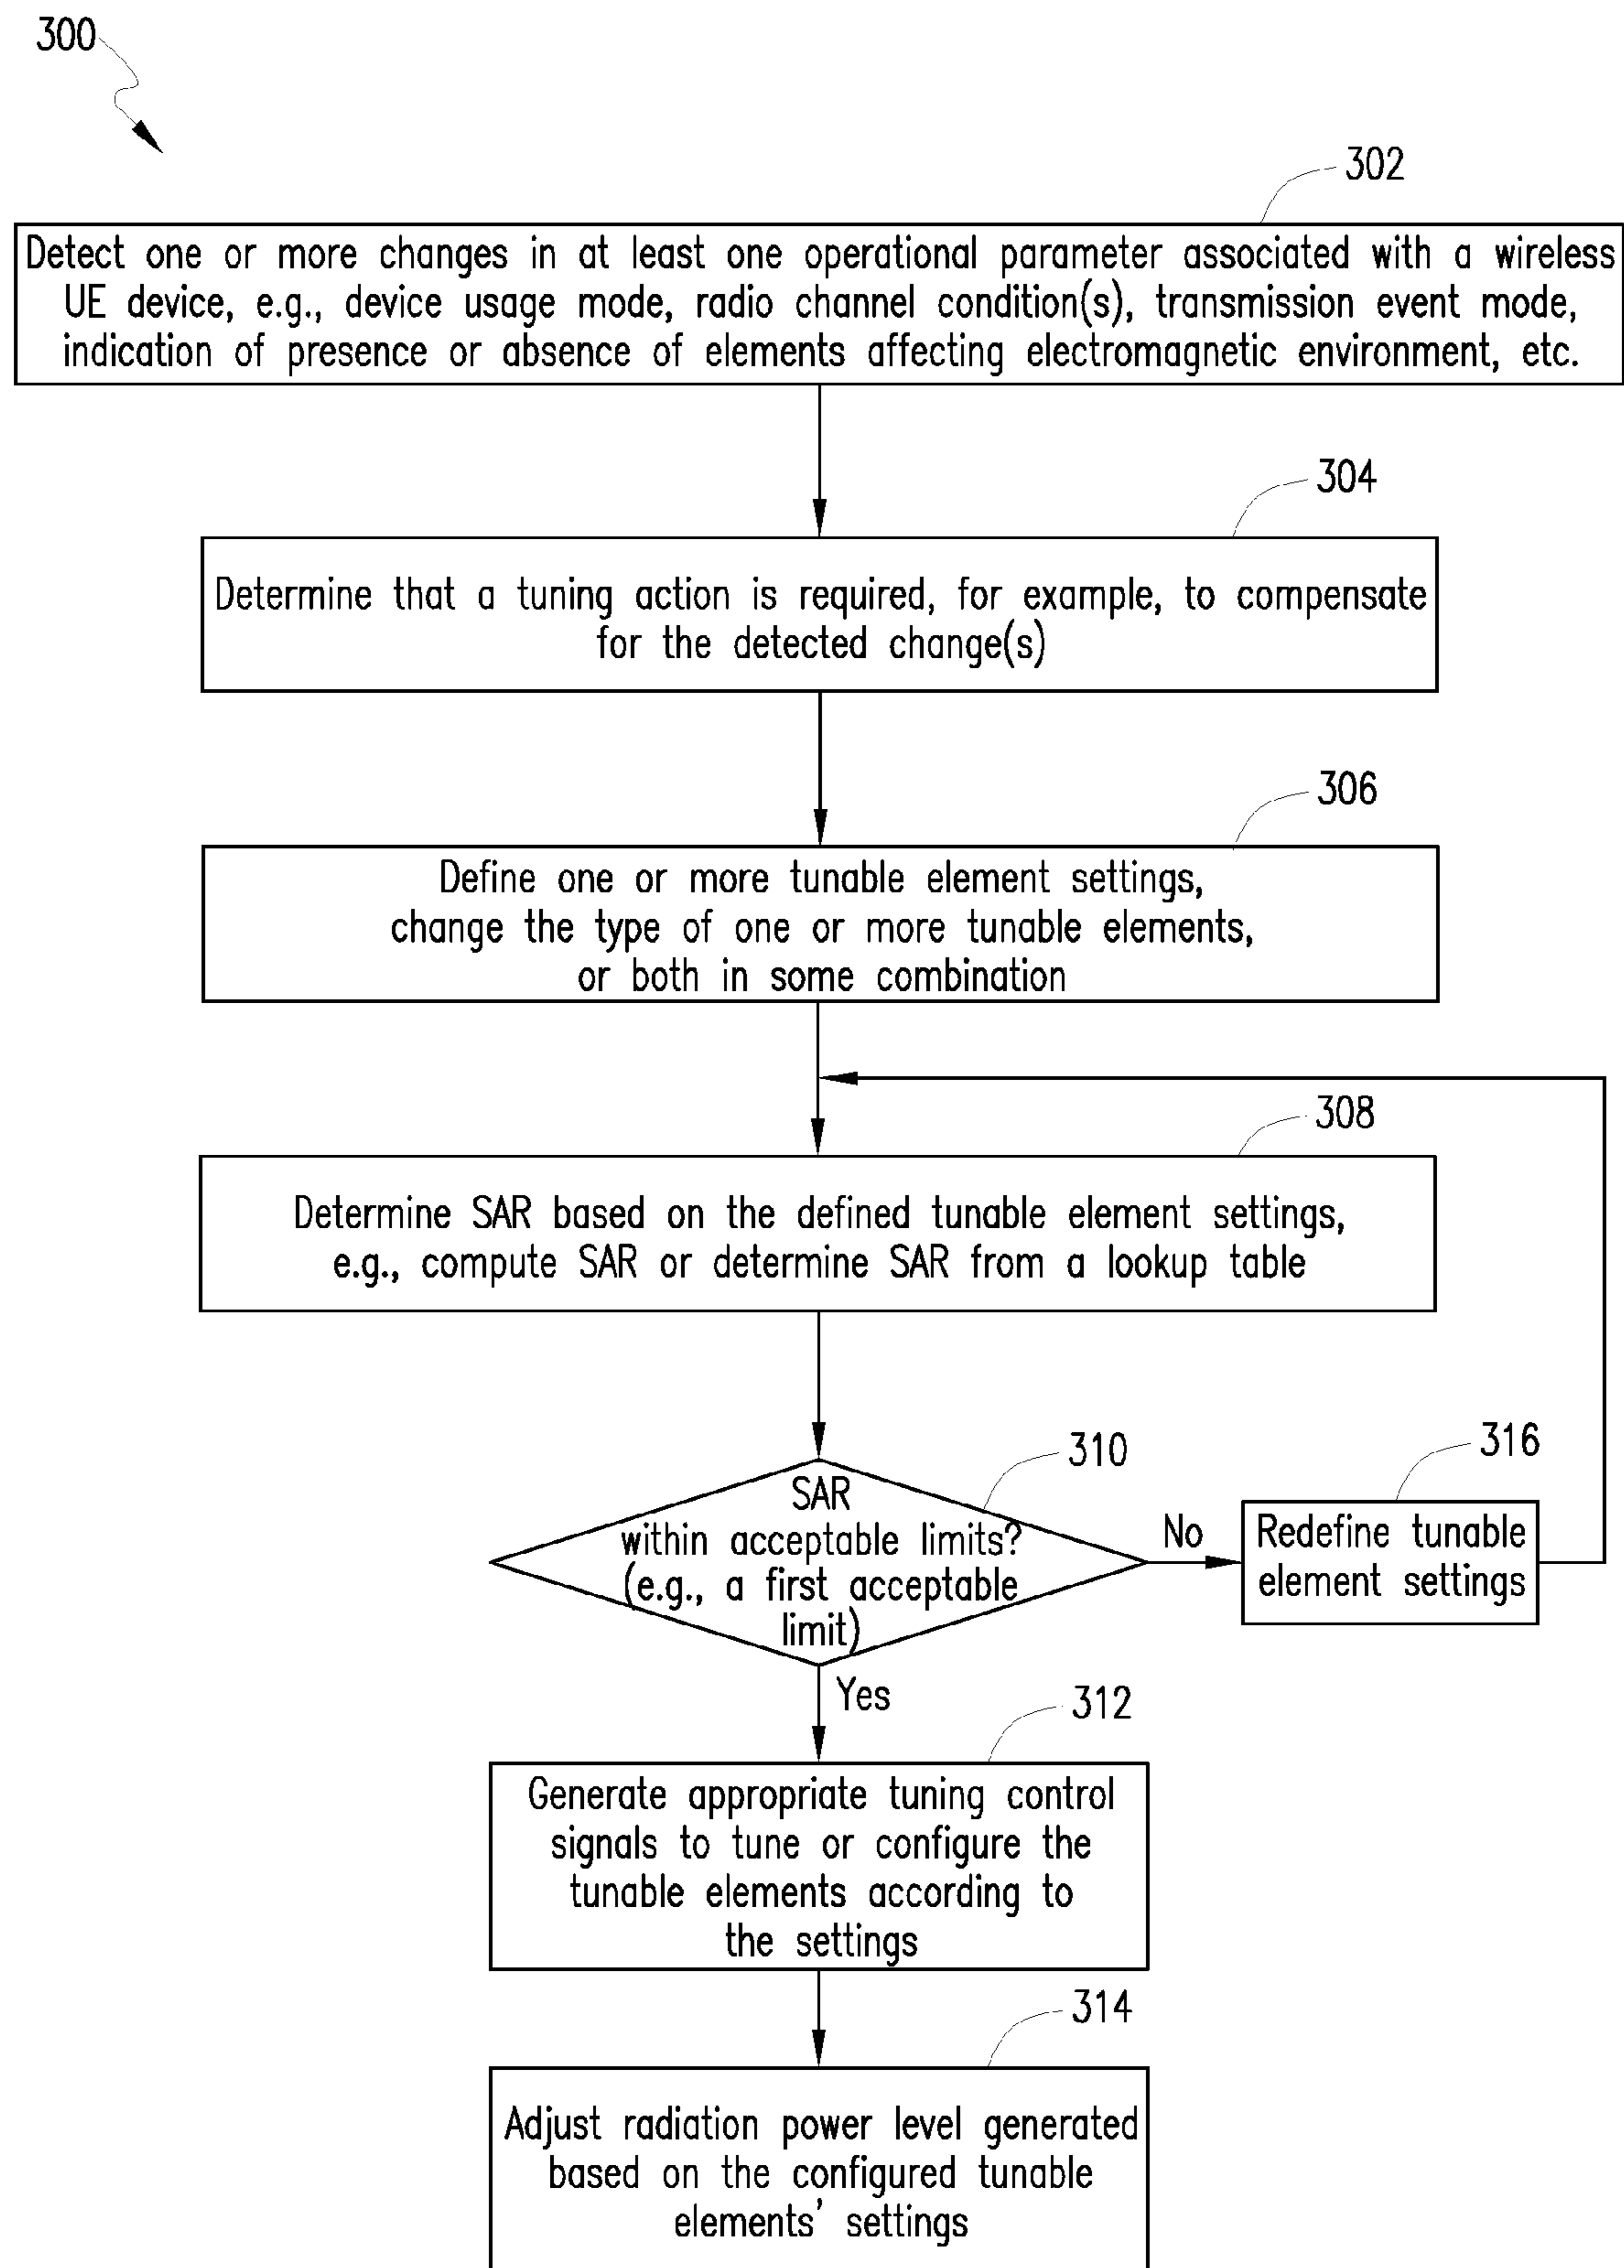 300
302
Detect one or more changes in at least one operational parameter associated with a wireless
UE device, e.g., device usage mode, radio channel condition(s), transmission event mode,
indication of presence or absence of elements affecting electromagnetic environment, etc.
304
Determine that a tuning action is required, for example, to compensate
for the detected change(s)
306
Define one or more tunable element settings,
change the type of one or more tunable elements,
or both in some combination
308
Determine SAR based on the defined tunable element settings,
e.g., compute SAR or determine SAR from a lookup table
310
SAR
within acceptable limits?
(e.g., a first acceptable
limit)
No
316
Redefine tunable
element settings
Yes
312
Generate appropriate tuning control
signals to tune or configure the
tunable elements according to
the settings
314
Adjust radiation power level generated
based on the configured tunable
elements' settings